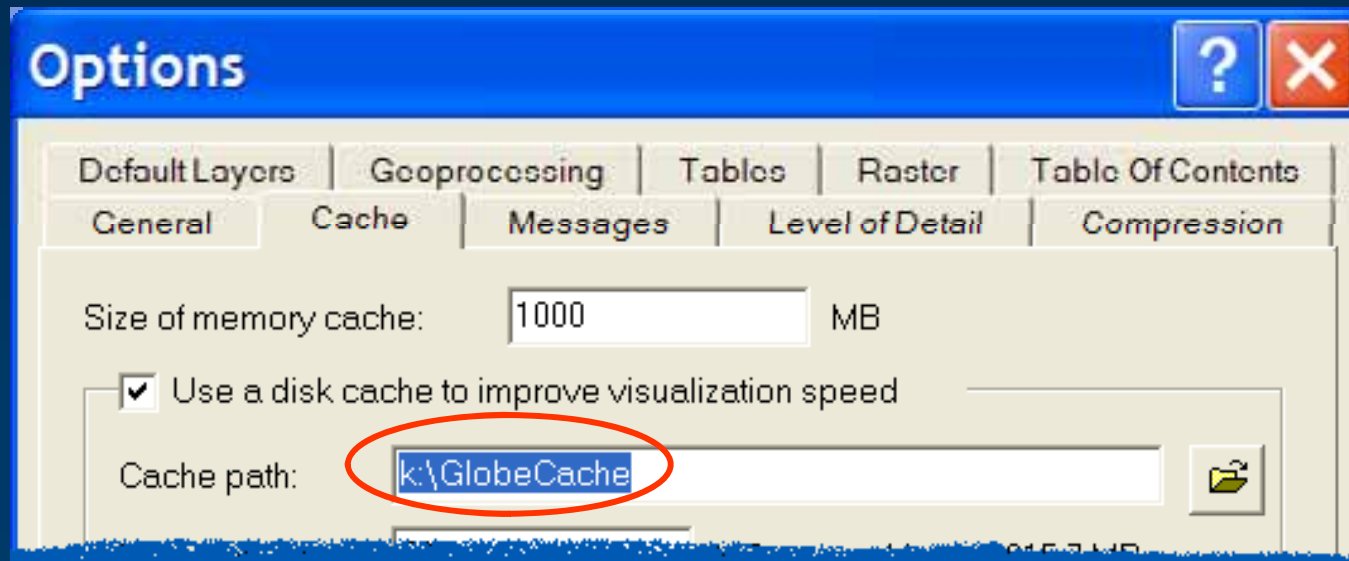 Options
Default Layers Geoprocessing Tables Raster Table Of Contents
General Cache Messages Level of Detail Compression
Size of memory cache: 1000 MB
Use a disk cache to improve visualization speed
Cache path: k:\GlobeCache